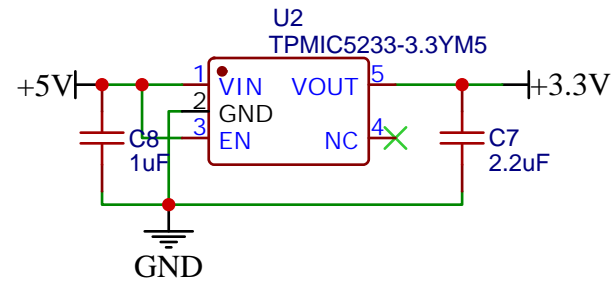 U2
TPMIC5233-3.3YM5
+5V
1
VIN
VOUT
5
+3.3V
2
GND
3
EN
NC
4
C8
1uF
C7
2.2uF
GND